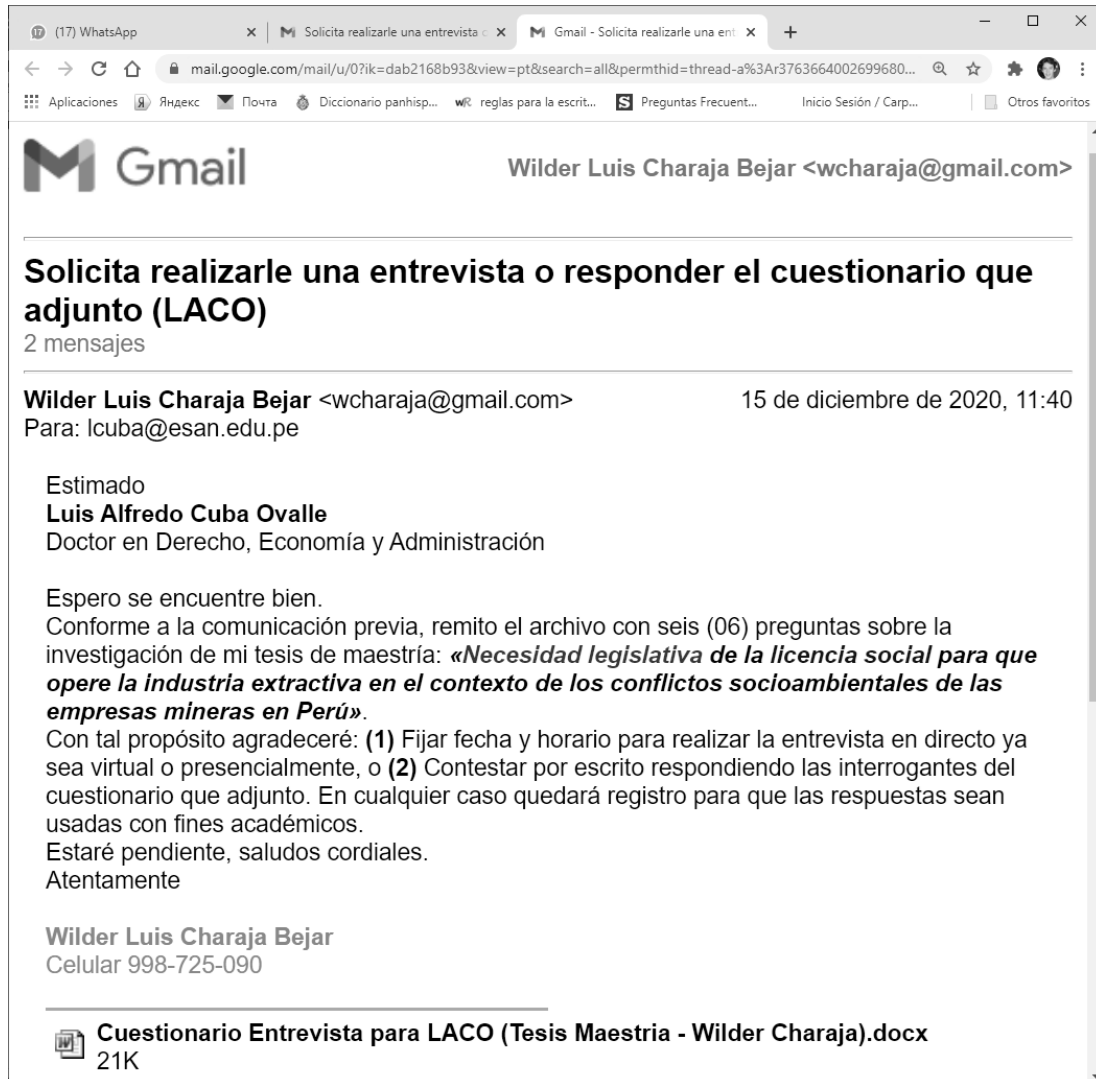 (17) WhatsApp
Solicita realizarle una entrevista c
Gmail - Solicita realizarle una ent
mail.google.com/mail/u/0?ik=dab2168b93&view=pt&search=all&permthid=thread-a%3Ar3763664002699680...
Aplicaciones Яндекс Почта Diccionario panhisp... wR reglas para la escrit... S Preguntas Frecuent... Inicio Sesión / Carp... Otros favoritos
Gmail Wilder Luis Charaja Bejar <wcharaja@gmail.com>
Solicita realizarle una entrevista o responder el cuestionario que
adjunto (LACO)
2 mensajes
Wilder Luis Charaja Bejar <wcharaja@gmail.com> 15 de diciembre de 2020, 11:40
Para: lcuba@esan.edu.pe
Estimado
Luis Alfredo Cuba Ovalle
Doctor en Derecho, Economía y Administración
Espero se encuentre bien.
Conforme a la comunicación previa, remito el archivo con seis (06) preguntas sobre la
investigación de mi tesis de maestría: «Necesidad legislativa de la licencia social para que
opere la industria extractiva en el contexto de los conflictos socioambientales de las
empresas mineras en Perú».
Con tal propósito agradeceré: (1) Fijar fecha y horario para realizar la entrevista en directo ya
sea virtual o presencialmente, o (2) Contestar por escrito respondiendo las interrogantes del
cuestionario que adjunto. En cualquier caso quedará registro para que las respuestas sean
usadas con fines académicos.
Estaré pendiente, saludos cordiales.
Atentamente
Wilder Luis Charaja Bejar
Celular 998-725-090
Cuestionario Entrevista para LACO (Tesis Maestria - Wilder Charaja).docx
21K